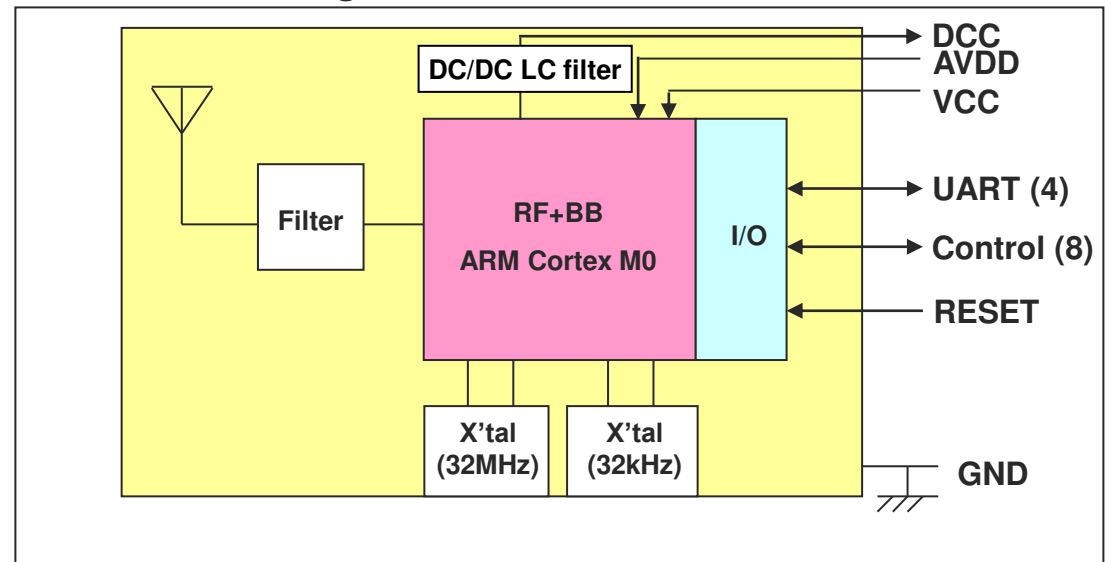 DCC
DC/DC LC filter
AVDD
VCC
UART (4)
Filter
RF+BB
I/O
ARM Cortex M0
Control (8)
RESET
X'tal
(32MHz)
X'tal
(32kHz)
GND